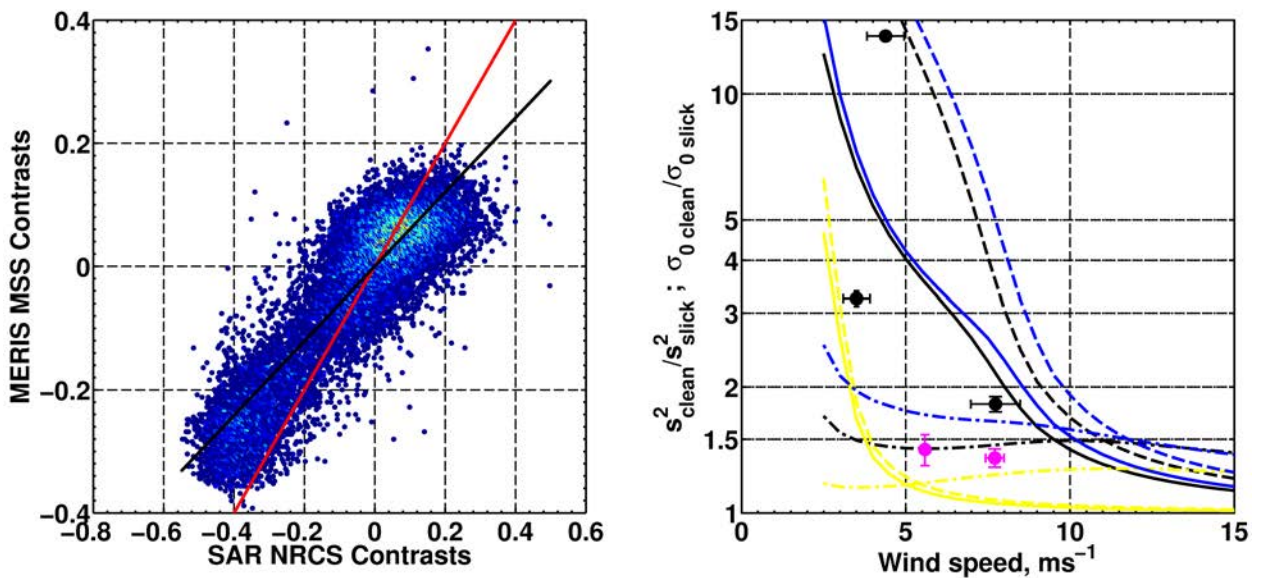 0.4
0.2
0
−0.2
−0.4
MERIS MSS Contrasts
−0.8 −0.6 −0.4 −0.2 0 0.2 0.4 0.6
SAR NRCS Contrasts
15
10
5
4
3
2
1.5
1
s²clean/s²slick ; σ0 clean/σ0 slick
0 5 10 15
Wind speed, ms⁻¹